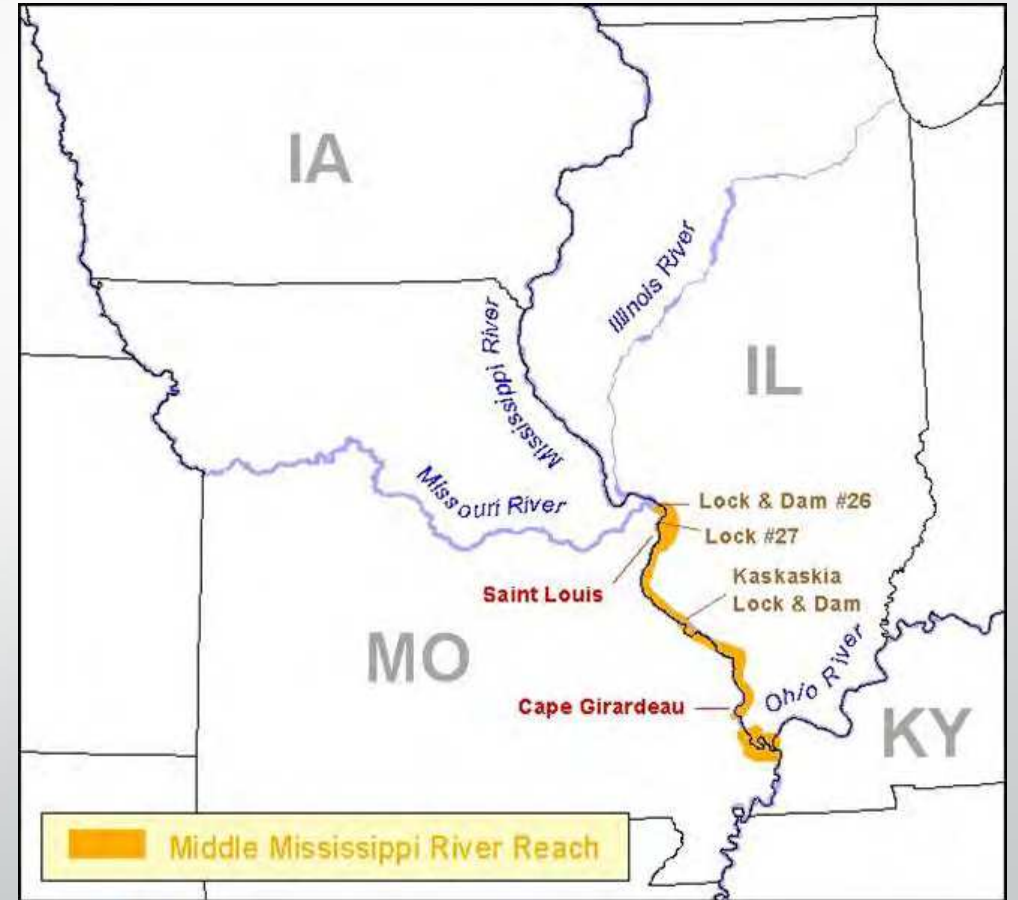 IA
Illinois River
Mississippi River
IL
Missouri River
Lock & Dam #26
Lock #27
Saint Louis
Kaskaskia
Lock & Dam
MO
Ohio River
Cape Girardeau
KY
Middle Mississippi River Reach